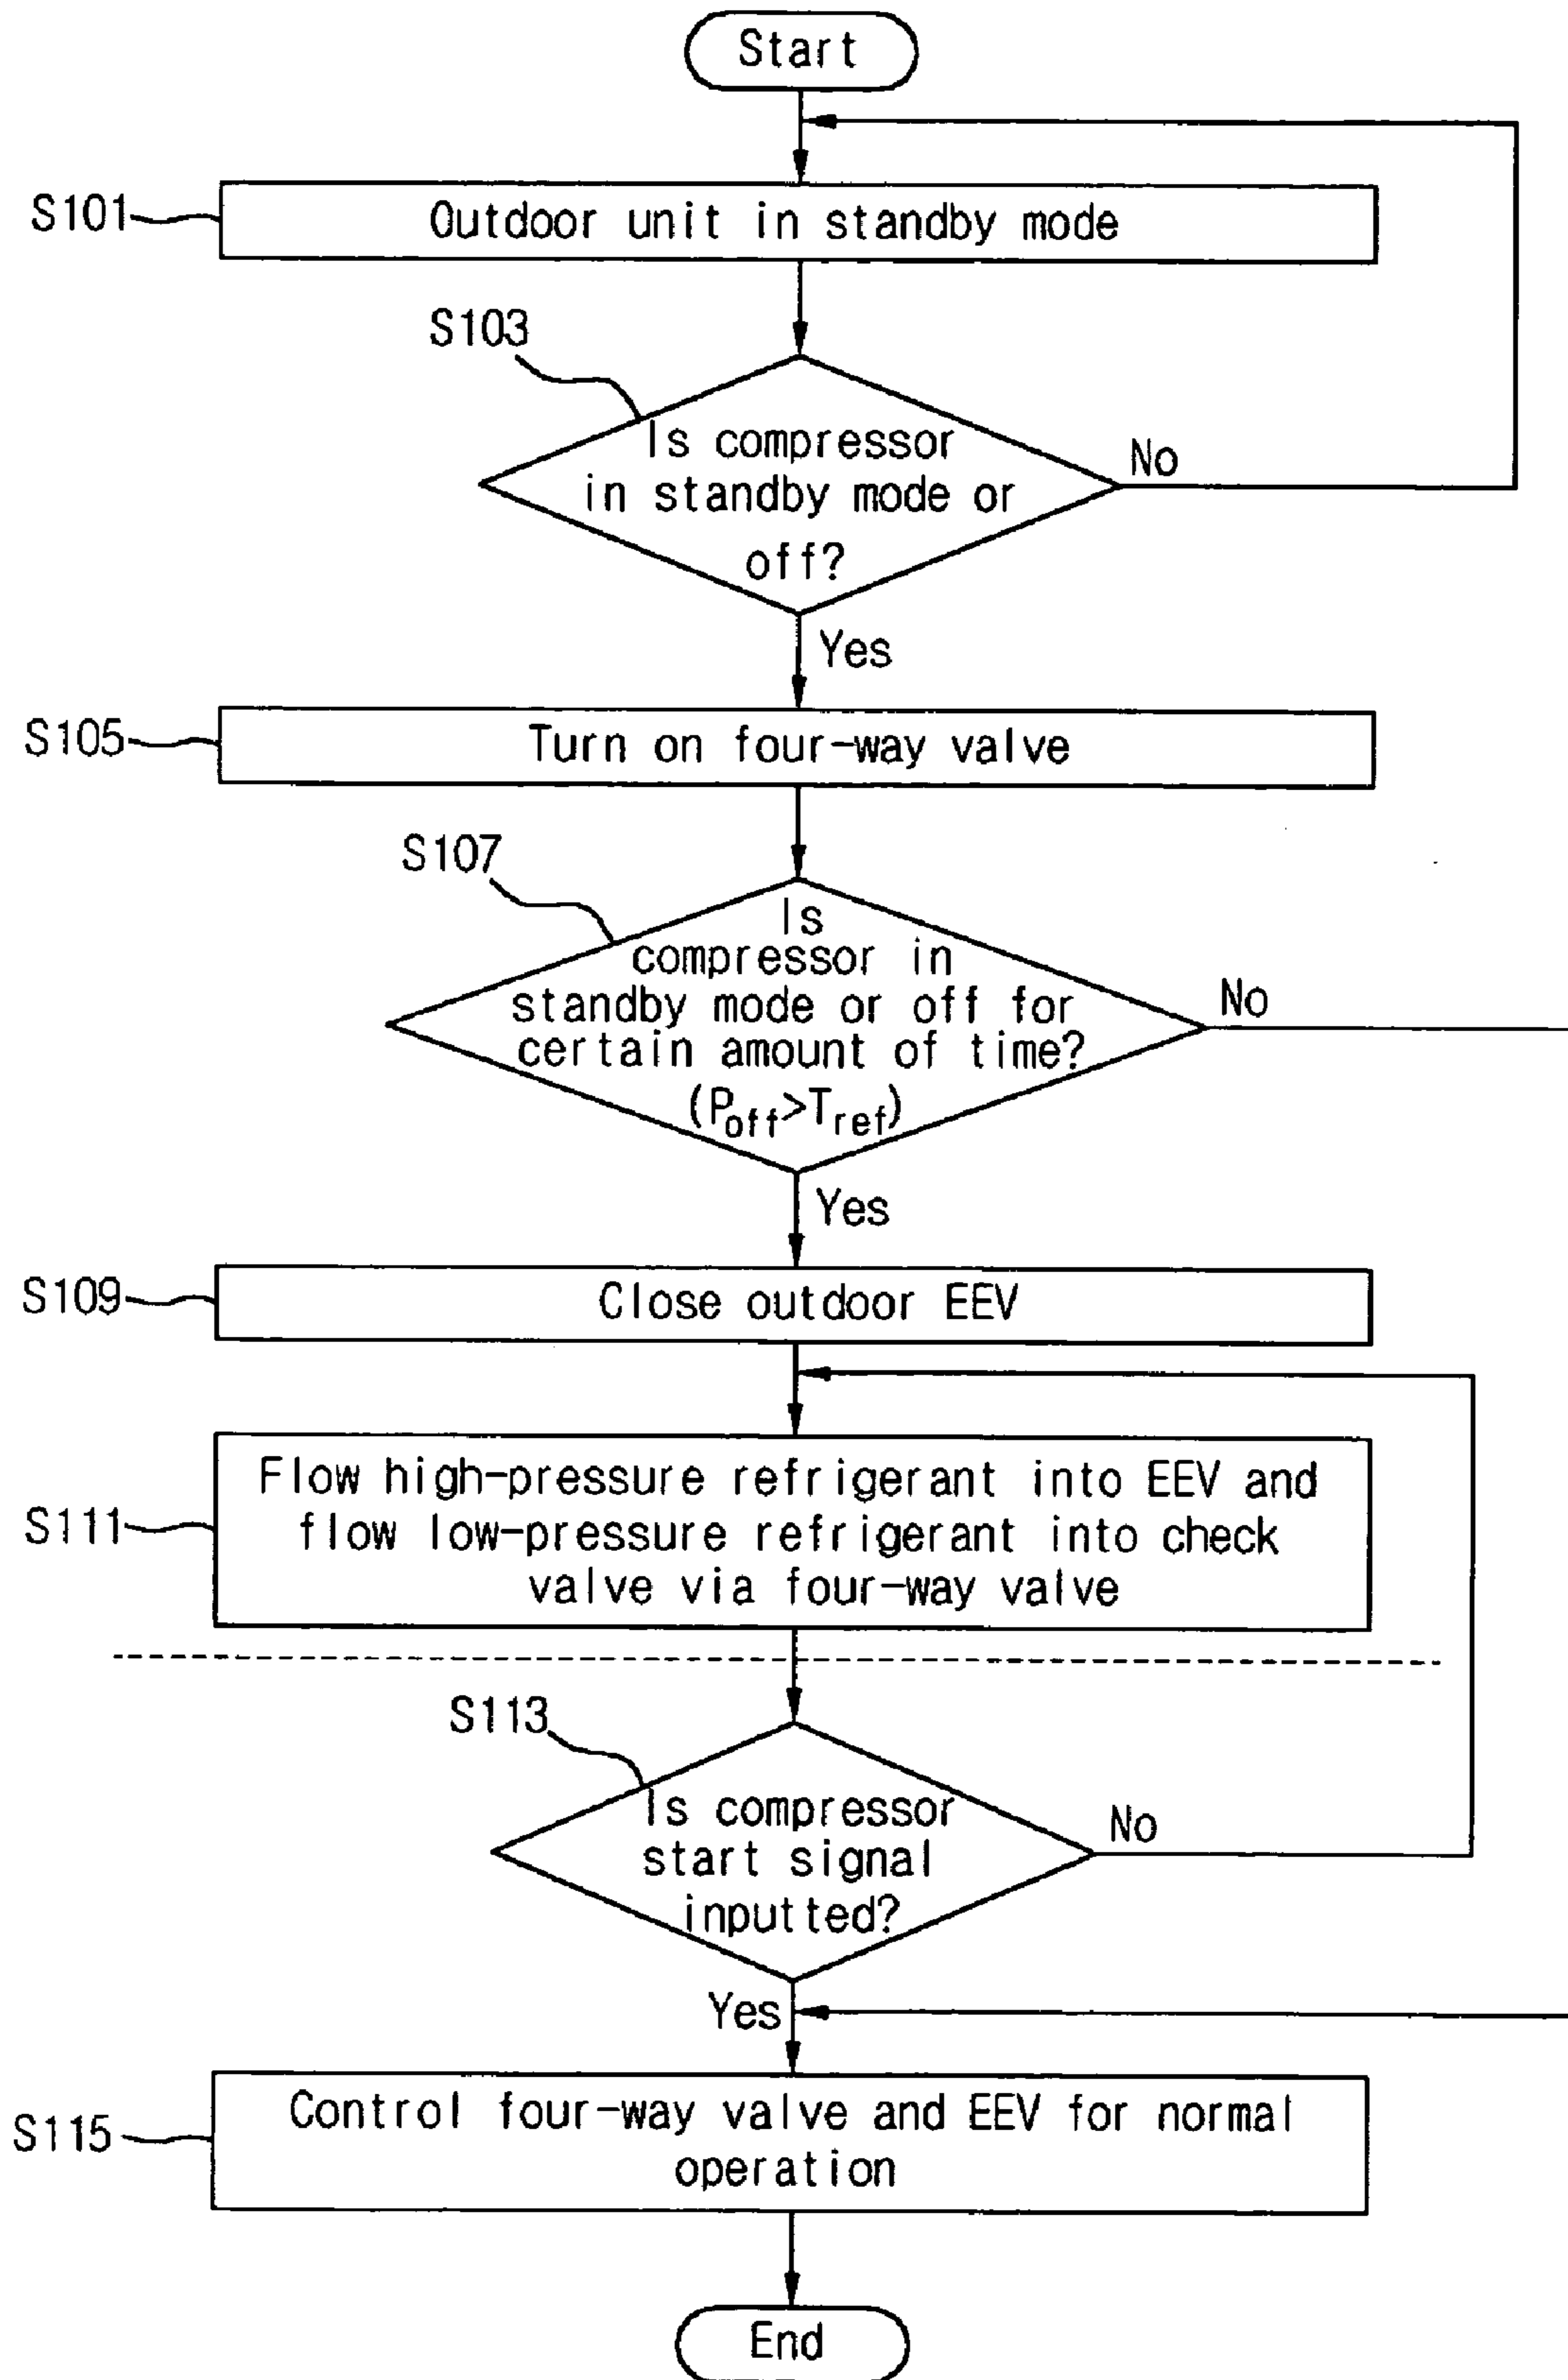 Start
S101
Outdoor unit in standby mode
S103
Is compressor
in standby mode or
off?
No
Yes
S105
Turn on four-way valve
S107
Is
compressor in
standby mode or off for
certain amount of time?
(Poff>Tref)
No
Yes
S109
Close outdoor EEV
S111
Flow high-pressure refrigerant into EEV and
flow low-pressure refrigerant into check
valve via four-way valve
S113
Is compressor
start signal
inputted?
No
Yes
S115
Control four-way valve and EEV for normal
operation
End